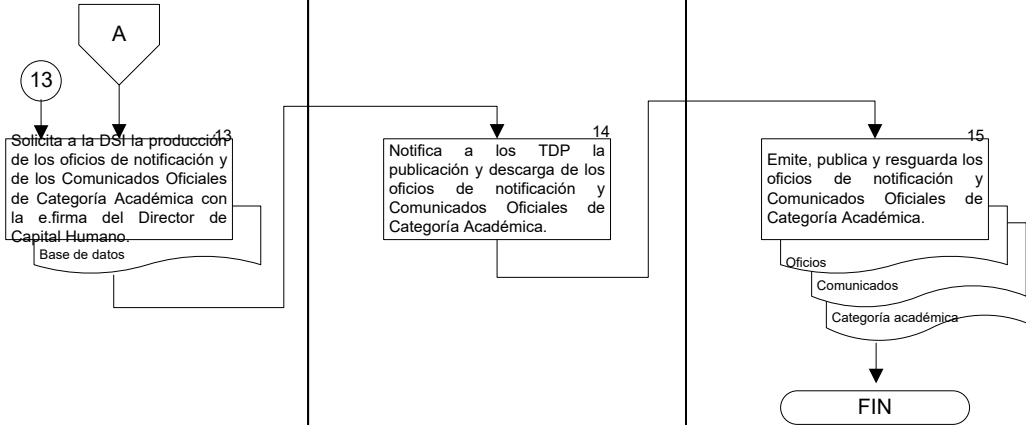 A
13
13
Solicita a la DSI la producción
de los oficios de notificación y
de los Comunicados Oficiales
de Categoría Académica con
la e.firma del Director de
Capital Humano.
Base de datos
14
Notifica a los TDP la
publicación y descarga de los
oficios de notificación y
Comunicados Oficiales de
Categoría Académica.
15
Emite, publica y resguarda los
oficios de notificación y
Comunicados Oficiales de
Categoría Académica.
Oficios
Comunicados
Categoría académica
FIN